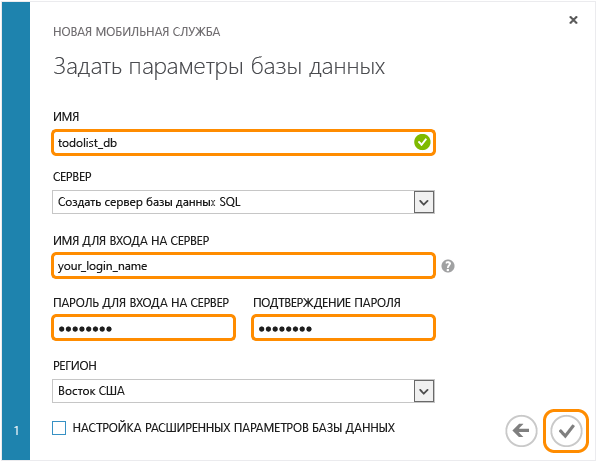 НОВАЯ МОБИЛЬНАЯ СЛУЖБА
Задать параметры базы данных
ИМЯ
todolist_db
СЕРВЕР
Создать сервер базы данных SQL
ИМЯ ДЛЯ ВХОДА НА СЕРВЕР
your_login_name
?
ПАРОЛЬ ДЛЯ ВХОДА НА СЕРВЕР ПОДТВЕРЖДЕНИЕ ПАРОЛЯ
●●●●●●●● ●●●●●●●●
РЕГИОН
Восток США
1 НАСТРОЙКА РАСШИРЕННЫХ ПАРАМЕТРОВ БАЗЫ ДАННЫХ